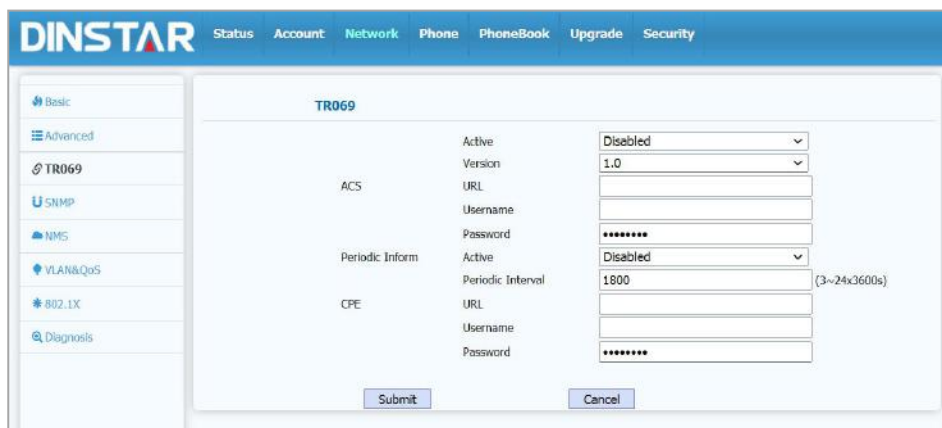 DINSTAR
Status Account Network Phone PhoneBook Upgrade Security
Basic
Advanced
TR069
SNMP
NMS
VLAN&QoS
802.1X
Diagnosis
TR069
Active Disabled
Version 1.0
ACS URL
Username
Password ••••••••
Periodic Inform Active Disabled
Periodic Interval 1800 (3~24x3600s)
CPE URL
Username
Password ••••••••
Submit Cancel